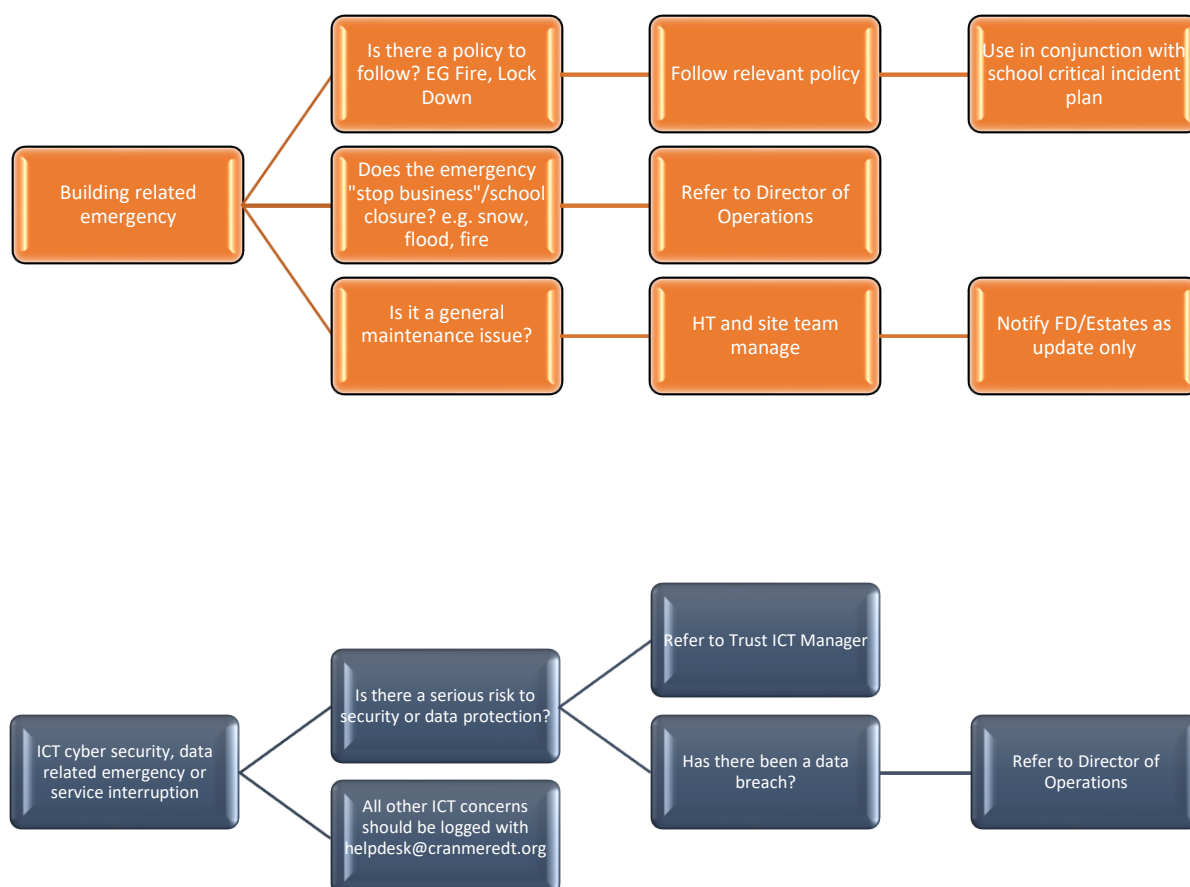 Is there a policy to
follow? EG Fire, Lock
Down
Follow relevant policy
Use in conjunction with
school critical incident
plan
Building related
emergency
Does the emergency
"stop business"/school
closure? e.g. snow,
flood, fire
Refer to Director of
Operations
Is it a general
maintenance issue?
HT and site team
manage
Notify FD/Estates as
update only
Refer to Trust ICT Manager
Is there a serious risk to
security or data protection?
ICT cyber security, data
related emergency or
service interruption
Has there been a data
breach?
Refer to Director of
Operations
All other ICT concerns
should be logged with
helpdesk@cranmeredt.org